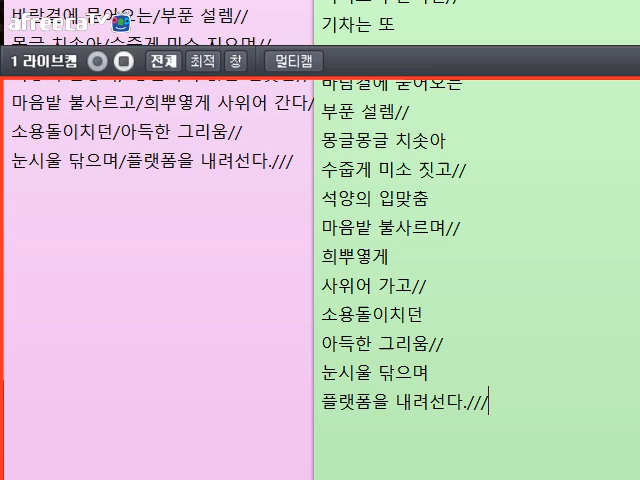 바람결에 묻어오는/부푼 설렘//
afreecaTV
1 라이브캠 전체 최적 창 멀티캠
마음밭 불사르고/희뿌옇게 사위어 간다/
소용돌이치던/아득한 그리움//
눈시울 닦으며/플랫폼을 내려선다.///
기차는 또
바람결에 묻어오는
부푼 설렘//
몽글몽글 치솟아
수줍게 미소 짓고//
석양의 입맞춤
마음밭 불사르며//
희뿌옇게
사위어 가고//
소용돌이치던
아득한 그리움//
눈시울 닦으며
플랫폼을 내려선다.///